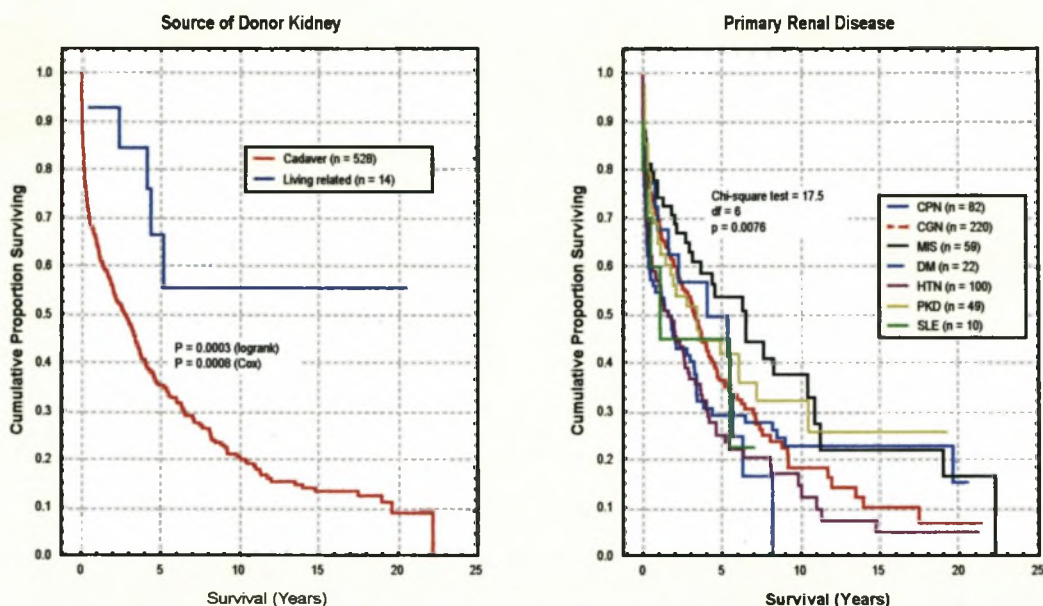 Source of Donor Kidney
Cumulative Proportion Surviving
1.0
0.9
0.8
0.7
0.6
0.5
0.4
0.3
0.2
0.1
0.0
Cadaver (n = 528)
Living related (n = 14)
P = 0.0003 (logrank)
P = 0.0008 (Cox)
0 5 10 15 20 25
Survival (Years)
Primary Renal Disease
Cumulative Proportion Surviving
1.0
0.9
0.8
0.7
0.6
0.5
0.4
0.3
0.2
0.1
0.0
Chi-square test = 17.5
df = 6
p = 0.0076
CPN (n = 82)
CGN (n = 220)
MIS (n = 59)
DM (n = 22)
HTN (n = 100)
PKD (n = 49)
SLE (n = 10)
0 5 10 15 20 25
Survival (Years)